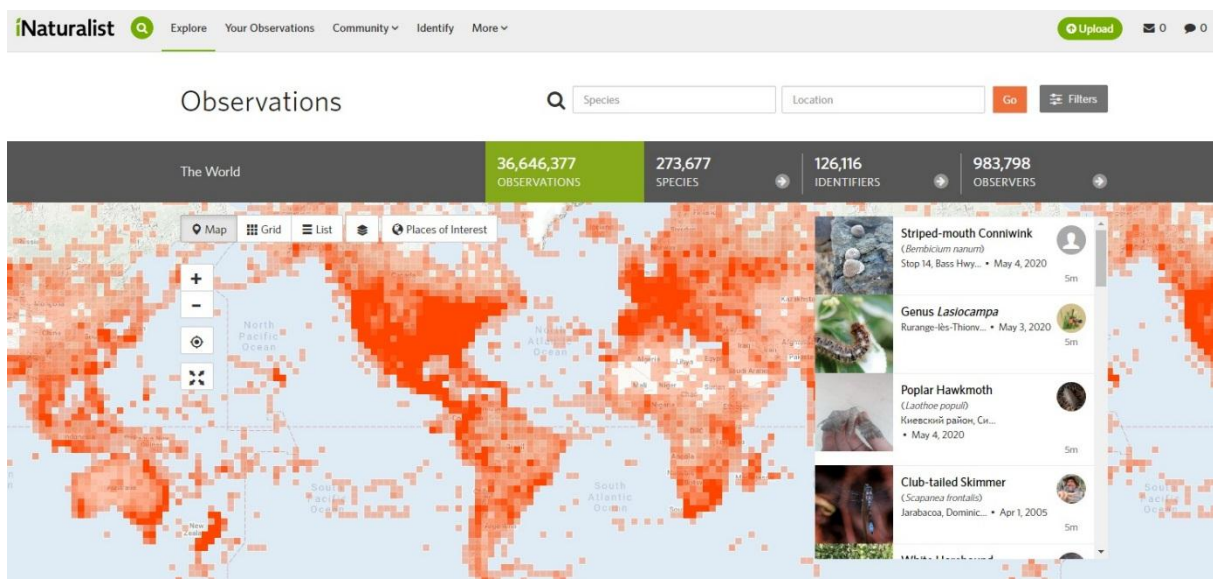 iNaturalist Explore Your Observations Community Identify More Upload 0 0
Observations Species Location Go Filters
The World
36,646,377
OBSERVATIONS
273,677
SPECIES
126,116
IDENTIFIERS
983,798
OBSERVERS
Map Grid List Places of Interest
+
−
North
Pacific
Ocean
South
Pacific
Ocean
South
Atlantic
Ocean
New
Zealand
Striped-mouth Conniwink
(Bembicium nanum)
Stop 14, Bass Hwy... • May 4, 2020
5m
Genus Lasiocampa
Rurange-lès-Thionv... • May 3, 2020
5m
Poplar Hawkmoth
(Laothoe populi)
Киевский район, Си...
• May 4, 2020
5m
Club-tailed Skimmer
(Scapanea frontalis)
Jarabacoa, Dominic... • Apr 1, 2005
5m